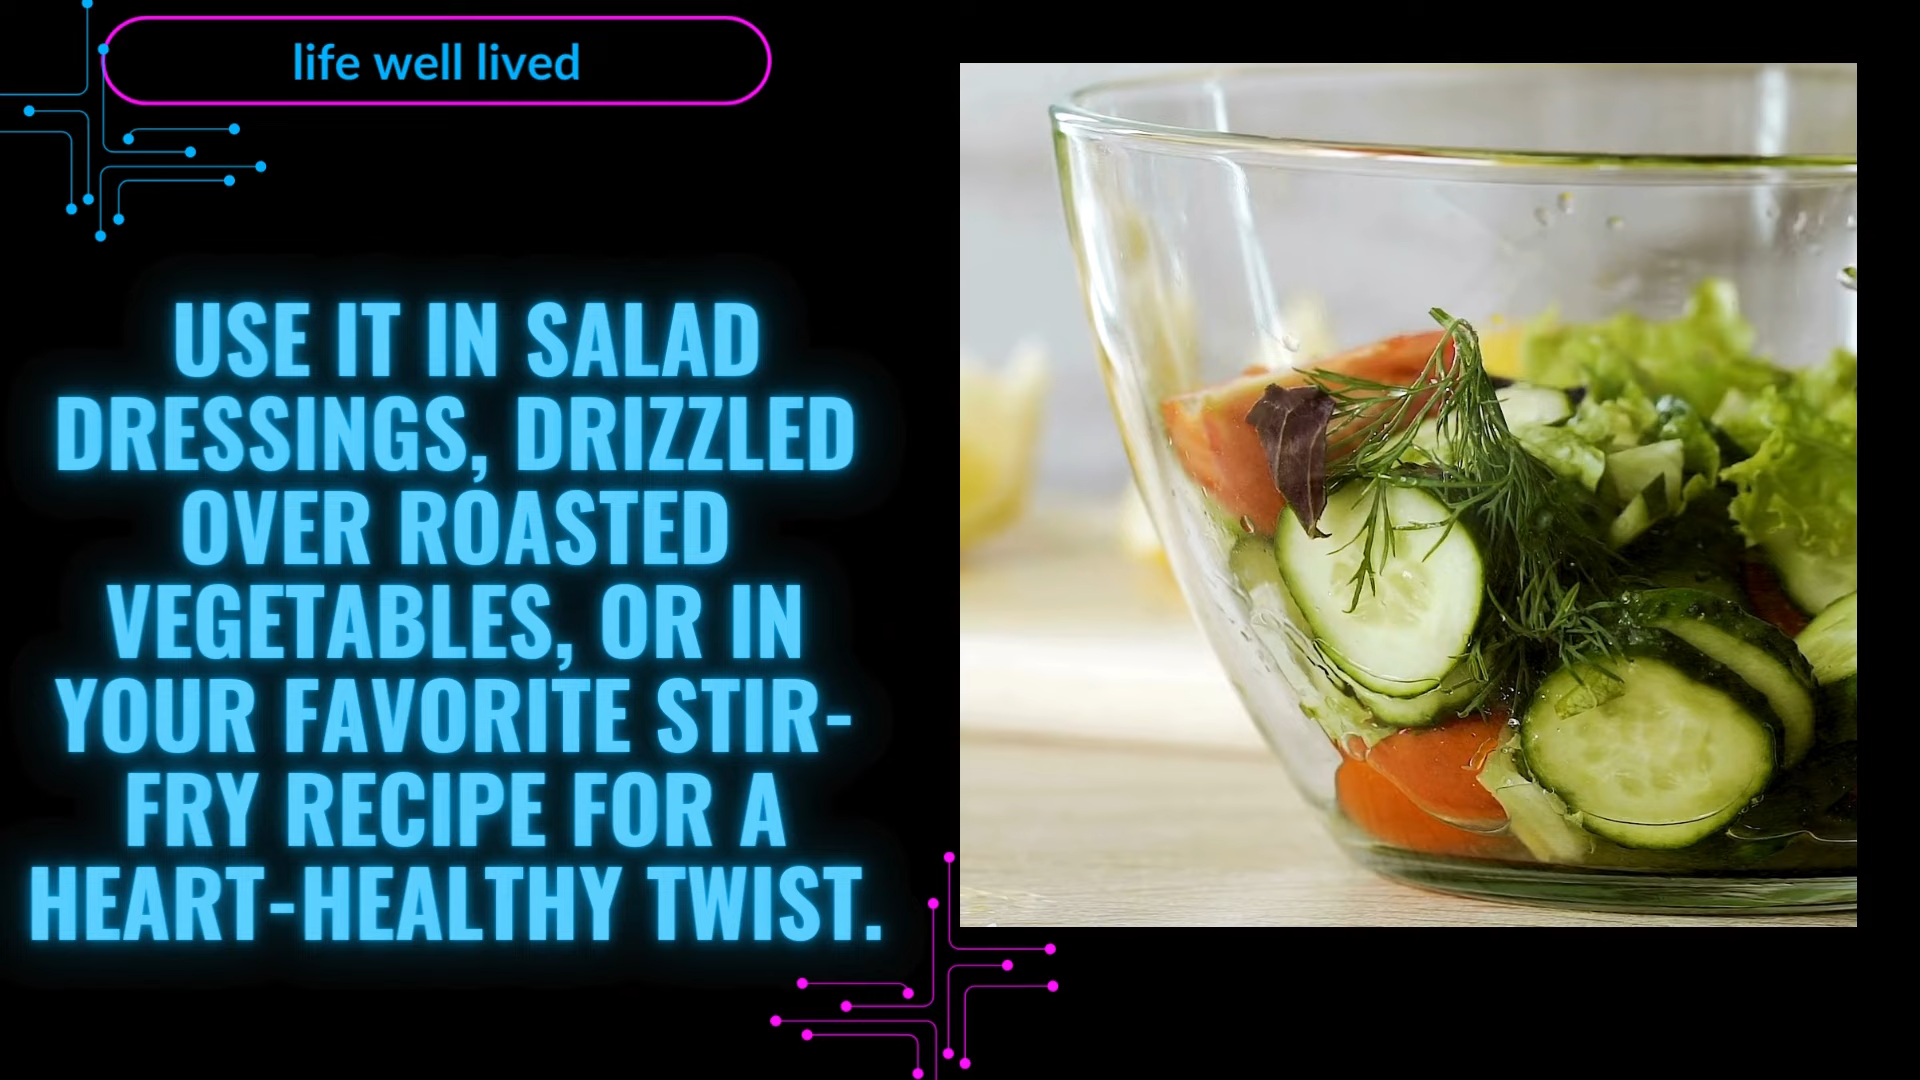 life well lived
USE IT IN SALAD
DRESSINGS, DRIZZLED
OVER ROASTED
VEGETABLES, OR IN
YOUR FAVORITE STIR-
FRY RECIPE FOR A
HEART-HEALTHY TWIST.